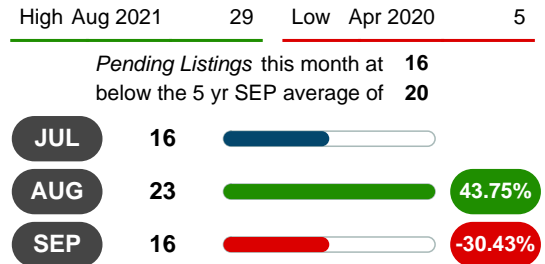 High Aug 2021 29 Low Apr 2020 5
Pending Listings this month at 16
below the 5 yr SEP average of 20
JUL 16
AUG 23 43.75%
SEP 16 -30.43%